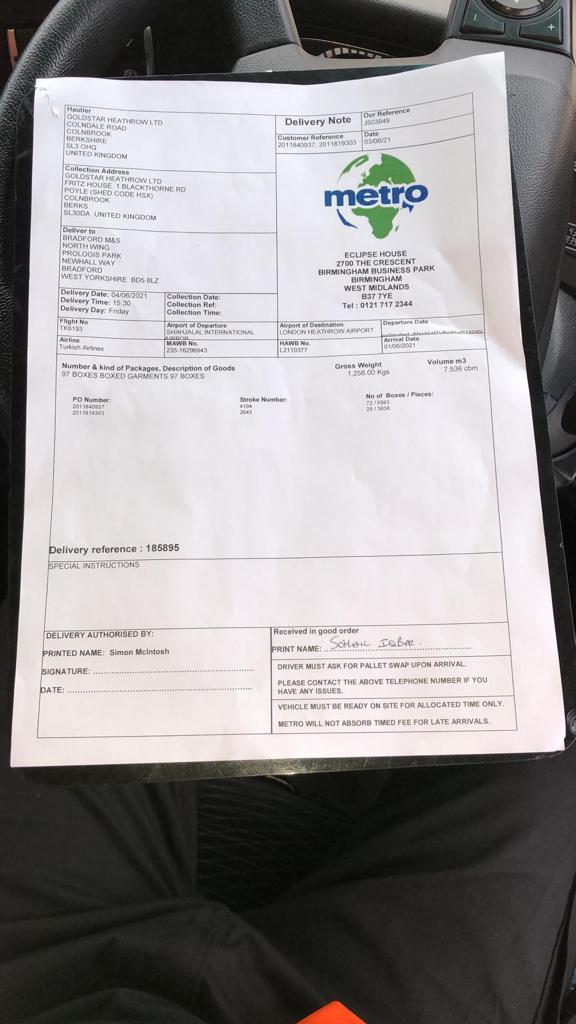 Haulier
GOLDSTAR HEATHROW LTD
COLNDALE ROAD
COLNBROOK
BERKSHIRE
SL3 OHQ
UNITED KINGDOM
Delivery Note
Our Reference
J503949
Customer Reference
2011840937, 2011819303
Date
03/06/21
Collection Address
GOLDSTAR HEATHROW LTD
FRITZ HOUSE 1 BLACKTHORNE RD
POYLE (SHED CODE HSX)
COLNBROOK
BERKS
SL30DA UNITED KINGDOM
metro
Deliver to
BRADFORD M&S
NORTH WING
PROLOGIS PARK
NEWHALL WAY
BRADFORD
WEST YORKSHIRE BD5 8LZ
ECLIPSE HOUSE
2700 THE CRESCENT
BIRMINGHAM BUSINESS PARK
BIRMINGHAM
WEST MIDLANDS
B37 7YE
Tel : 0121 717 2344
Delivery Date: 04/06/2021
Delivery Time: 15:30
Delivery Day: Friday
Collection Date:
Collection Ref:
Collection Time:
Flight No
TK6193
Airport of Departure
SHAHJALAL INTERNATIONAL
Airport of Destination
LONDON HEATHROW AIRPORT
Departure Date
Airline
Turkish Airlines
MAWB No.
235-16296943
HAWB No.
L2110377
Arrival Date
01/06/2021
Number & kind of Packages, Description of Goods
97 BOXES BOXED GARMENTS 97 BOXES
Gross Weight
1,256.00 Kgs
Volume m3
7.536 cbm
PO Number:
2011840937
2011819303
Stroke Number:
4104
2643
No of Boxes / Pieces:
72 / 5563
25 / 3636
Delivery reference : 185895
SPECIAL INSTRUCTIONS
DELIVERY AUTHORISED BY:
PRINTED NAME: Simon McIntosh
SIGNATURE:
DATE:
Received in good order
PRINT NAME: SOHAIL IQBAR.
DRIVER MUST ASK FOR PALLET SWAP UPON ARRIVAL.
PLEASE CONTACT THE ABOVE TELEPHONE NUMBER IF YOU
HAVE ANY ISSUES.
VEHICLE MUST BE READY ON SITE FOR ALLOCATED TIME ONLY.
METRO WILL NOT ABSORB TIMED FEE FOR LATE ARRIVALS.